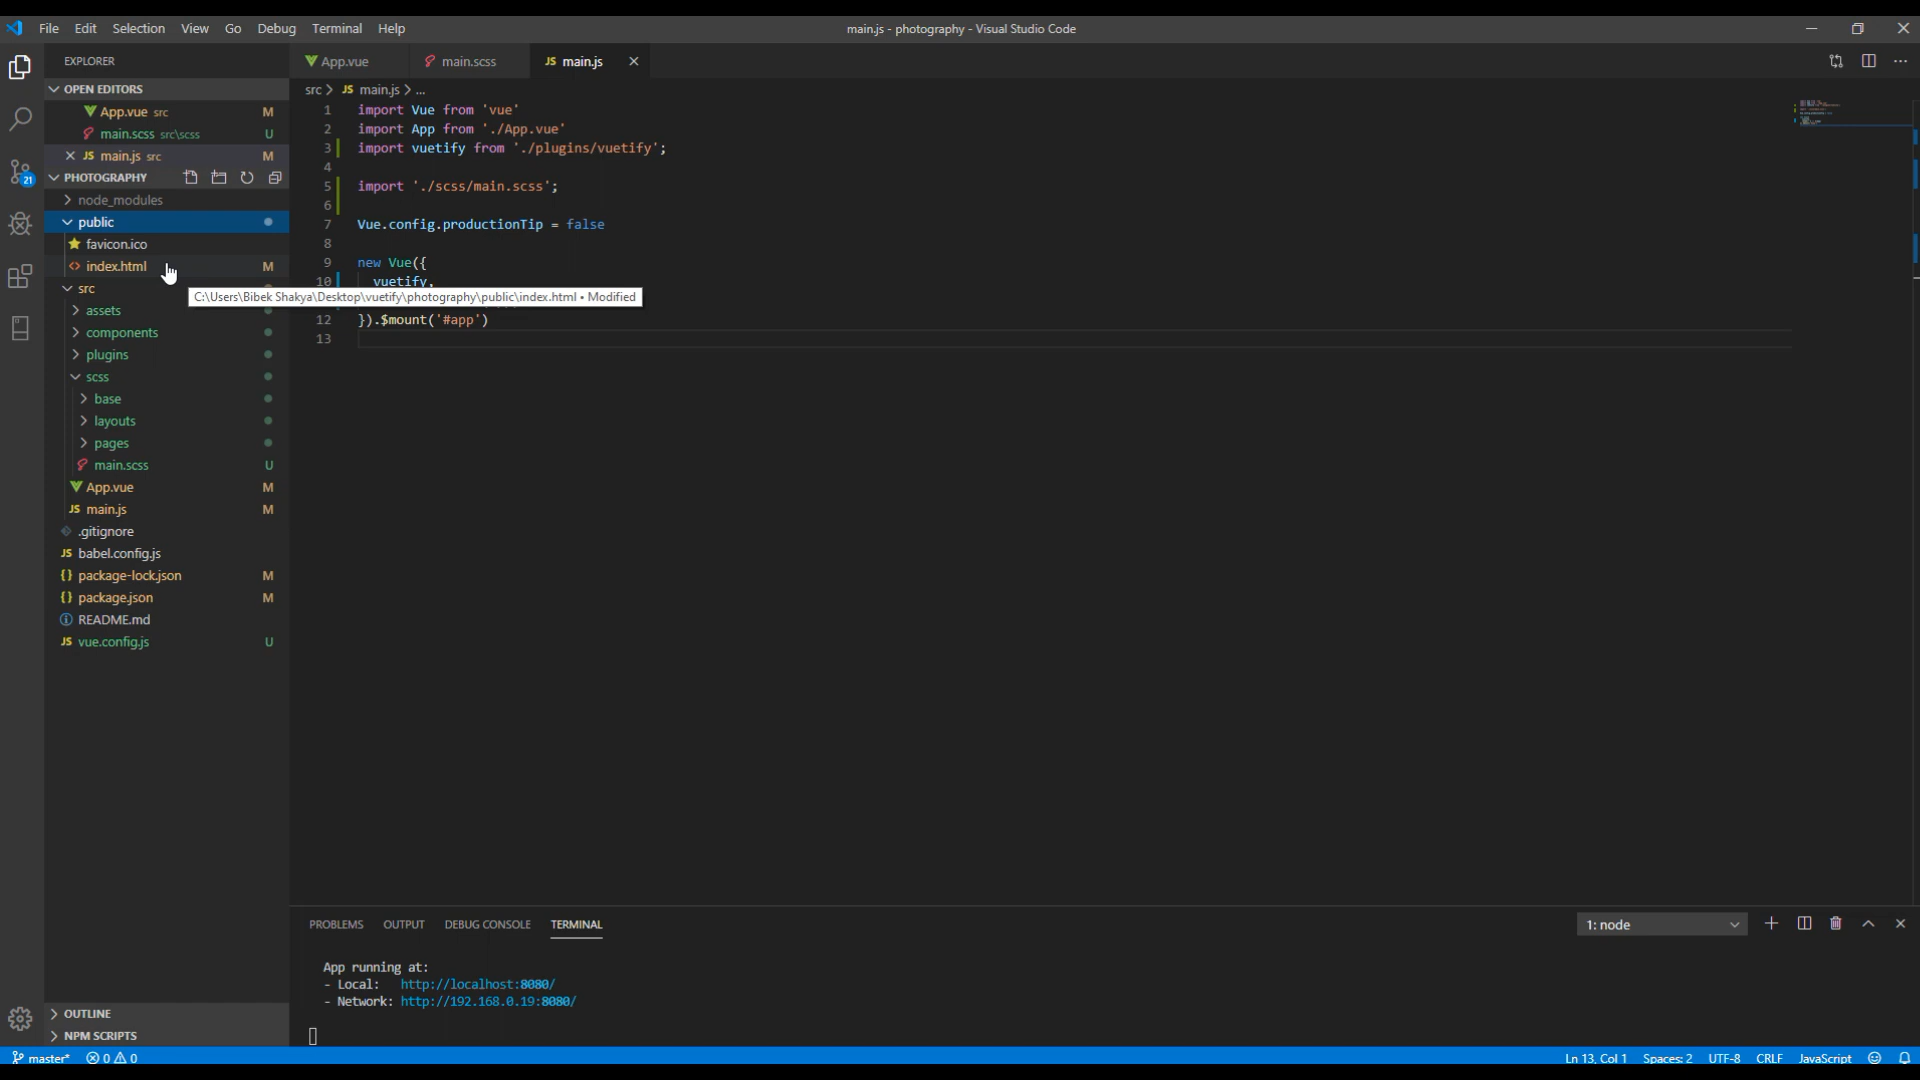 File Edit Selection View Go Debug Terminal Help
main.js - photography - Visual Studio Code
EXPLORER
App.vue
main.scss
JS main.js
OPEN EDITORS
src > JS main.js > ...
App.vue src M
main.scss src\scss U
JS main.js src M
PHOTOGRAPHY
node_modules
public
favicon.ico
index.html M
src
C:\Users\Bibek Shakya\Desktop\vuetify\photography\public\index.html • Modified
assets
components
plugins
scss
base
layouts
pages
main.scss U
App.vue M
JS main.js M
.gitignore
JS babel.config.js
{} package-lock.json M
{} package.json M
README.md
JS vue.config.js U
OUTLINE
NPM SCRIPTS
21
1 import Vue from 'vue'
2 import App from './App.vue'
3 import vuetify from './plugins/vuetify';
4
5 import './scss/main.scss';
6
7 Vue.config.productionTip = false
8
9 new Vue({
10 vuetify,
12 }).$mount('#app')
13
PROBLEMS OUTPUT DEBUG CONSOLE TERMINAL
1: node
App running at:
- Local: http://localhost:8080/
- Network: http://192.168.0.19:8080/
master* 0 0
Ln 13, Col 1 Spaces: 2 UTF-8 CRLF JavaScript